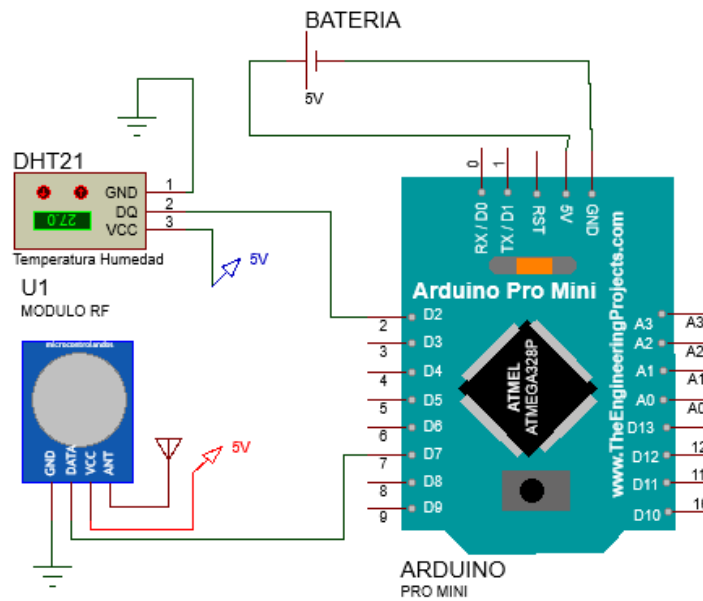 BATERIA
5V
DHT21
GND 1
DQ 2
VCC 3
27.0
Temperatura Humedad
5V
U1
MODULO RF
microcontrolandos
GND
DATA
VCC
ANT
5V
0
1
RX / D0
TX / D1
RST
5V
GND
Arduino Pro Mini
www.TheEngineeringProjects.com
ATMEL
ATMEGA328P
2 D2
3 D3
4 D4
5 D5
6 D6
7 D7
8 D8
9 D9
A3 A3
A2 A2
A1 A1
A0 A0
D13
D12 12
D11 11
D10 10
ARDUINO
PRO MINI